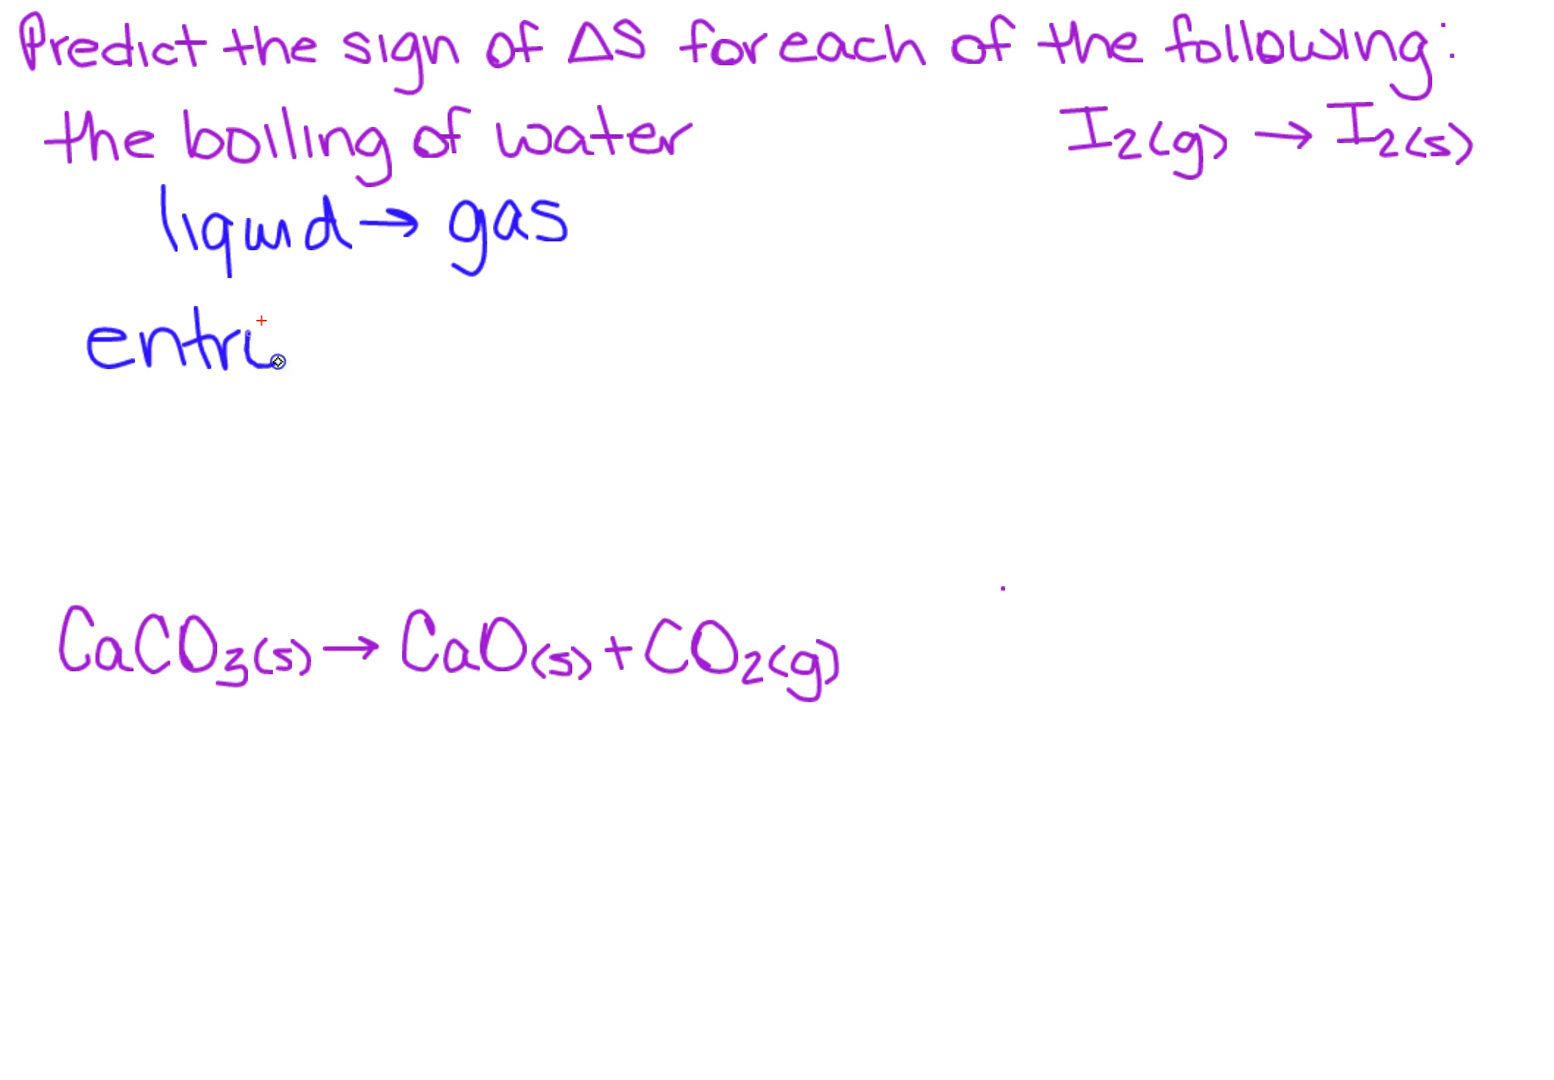 Predict the sign of ΔS for each of the following:
the boiling of water
I₂(g) → I₂(s)
liquid → gas
entri
CaCO₃(s) → CaO(s) + CO₂(g)